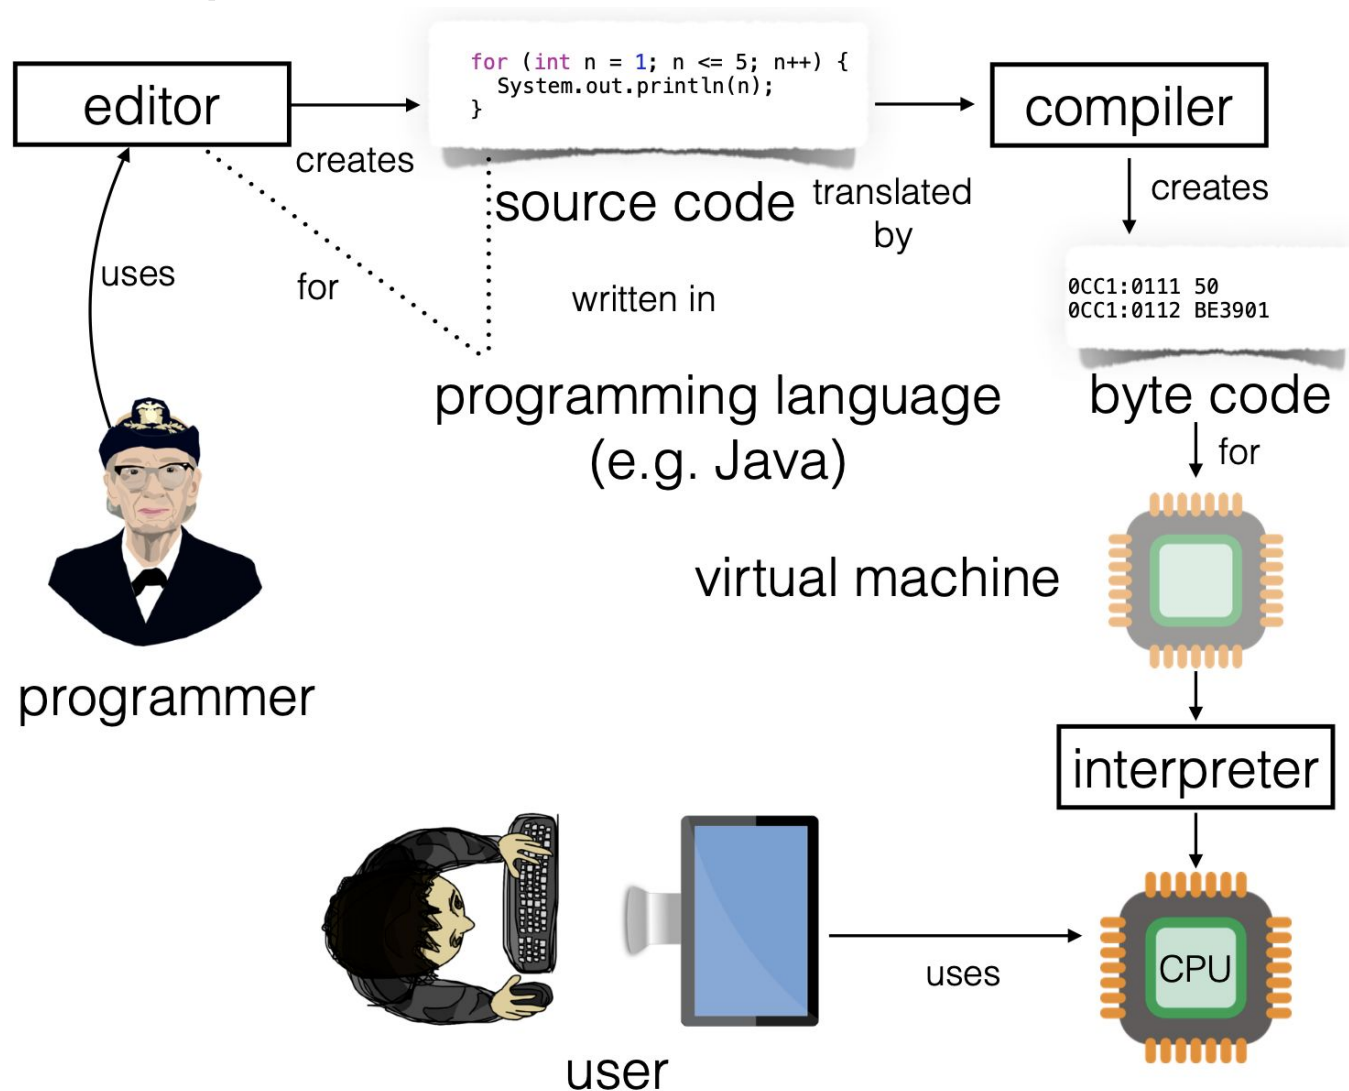 for (int n = 1; n <= 5; n++) {
System.out.println(n);
}
editor
compiler
creates
source code
translated
by
creates
uses
for
written in
0CC1:0111 50
0CC1:0112 BE3901
programming language
(e.g. Java)
byte code
for
virtual machine
programmer
interpreter
CPU
uses
user